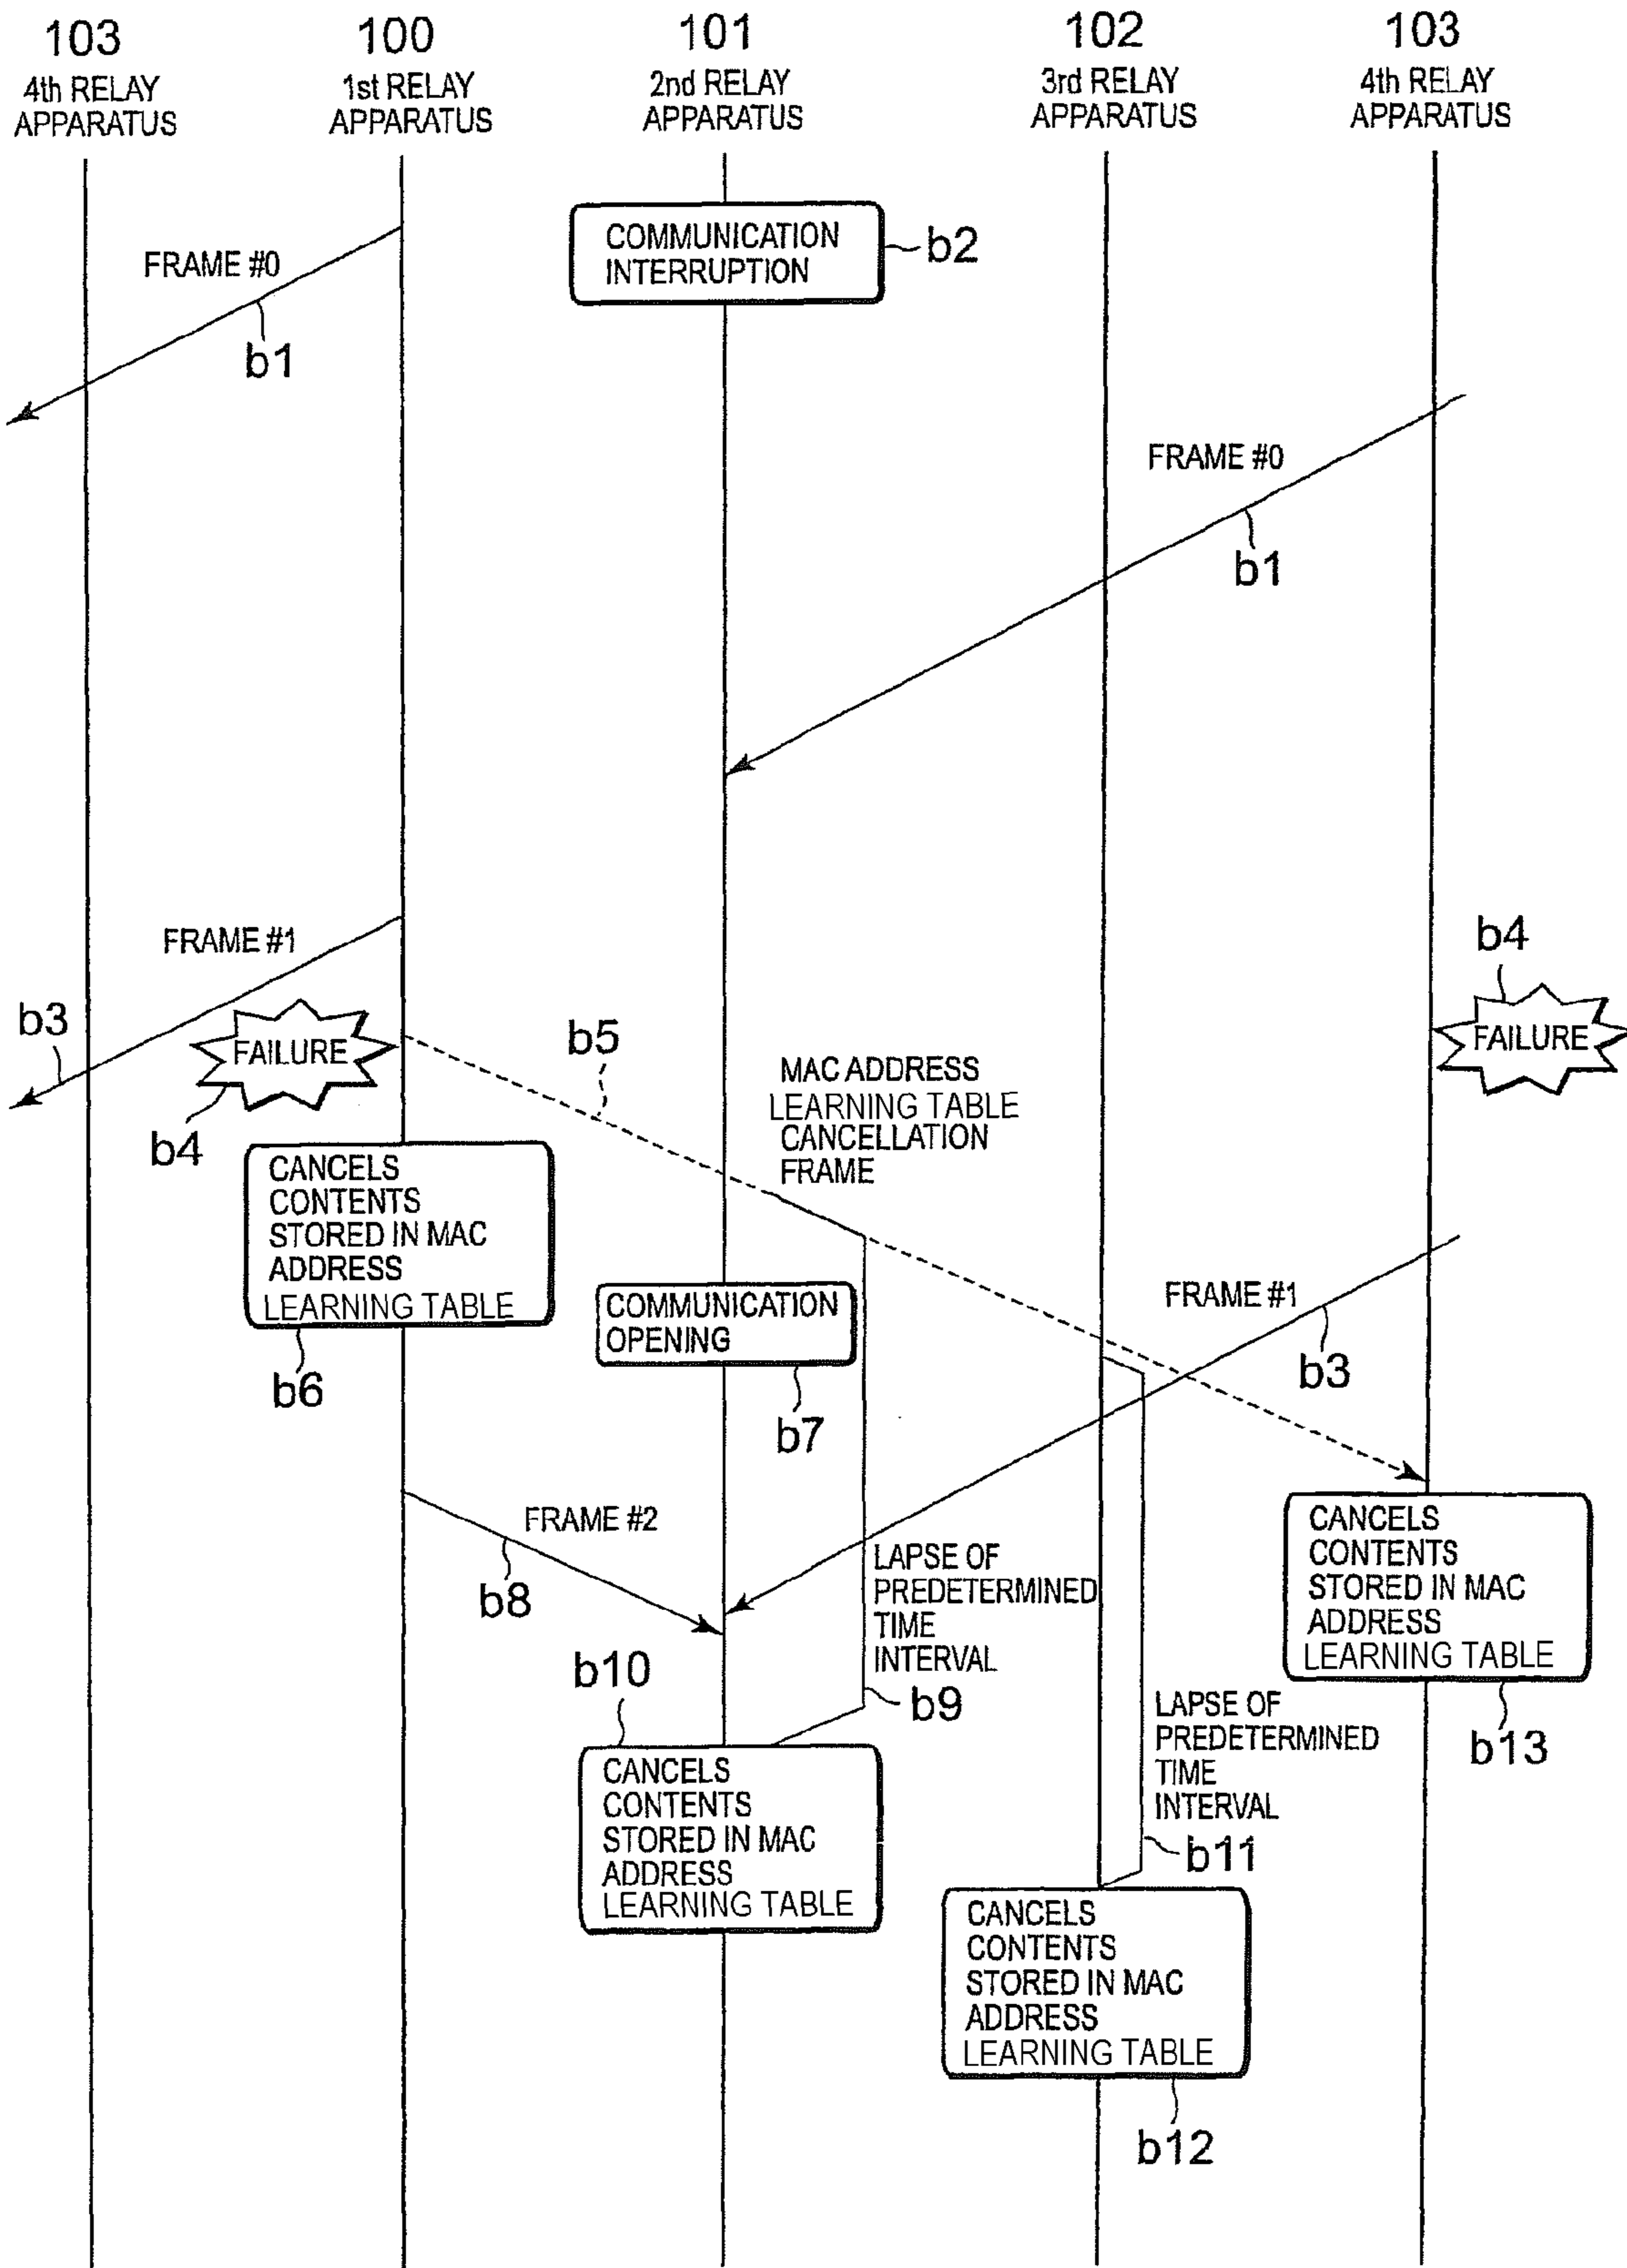 103
4th RELAY
APPARATUS
100
1st RELAY
APPARATUS
101
2nd RELAY
APPARATUS
102
3rd RELAY
APPARATUS
103
4th RELAY
APPARATUS
COMMUNICATION
INTERRUPTION
b2
FRAME #0
b1
FRAME #0
b1
FRAME #1
b3
FAILURE
b4
b4
FAILURE
b5
MAC ADDRESS
LEARNING TABLE
CANCELLATION
FRAME
CANCELS
CONTENTS
STORED IN MAC
ADDRESS
LEARNING TABLE
b6
COMMUNICATION
OPENING
b7
FRAME #1
b3
FRAME #2
b8
LAPSE OF
PREDETERMINED
TIME
INTERVAL
b9
CANCELS
CONTENTS
STORED IN MAC
ADDRESS
LEARNING TABLE
b13
b10
CANCELS
CONTENTS
STORED IN MAC
ADDRESS
LEARNING TABLE
LAPSE OF
PREDETERMINED
TIME
INTERVAL
b11
CANCELS
CONTENTS
STORED IN MAC
ADDRESS
LEARNING TABLE
b12